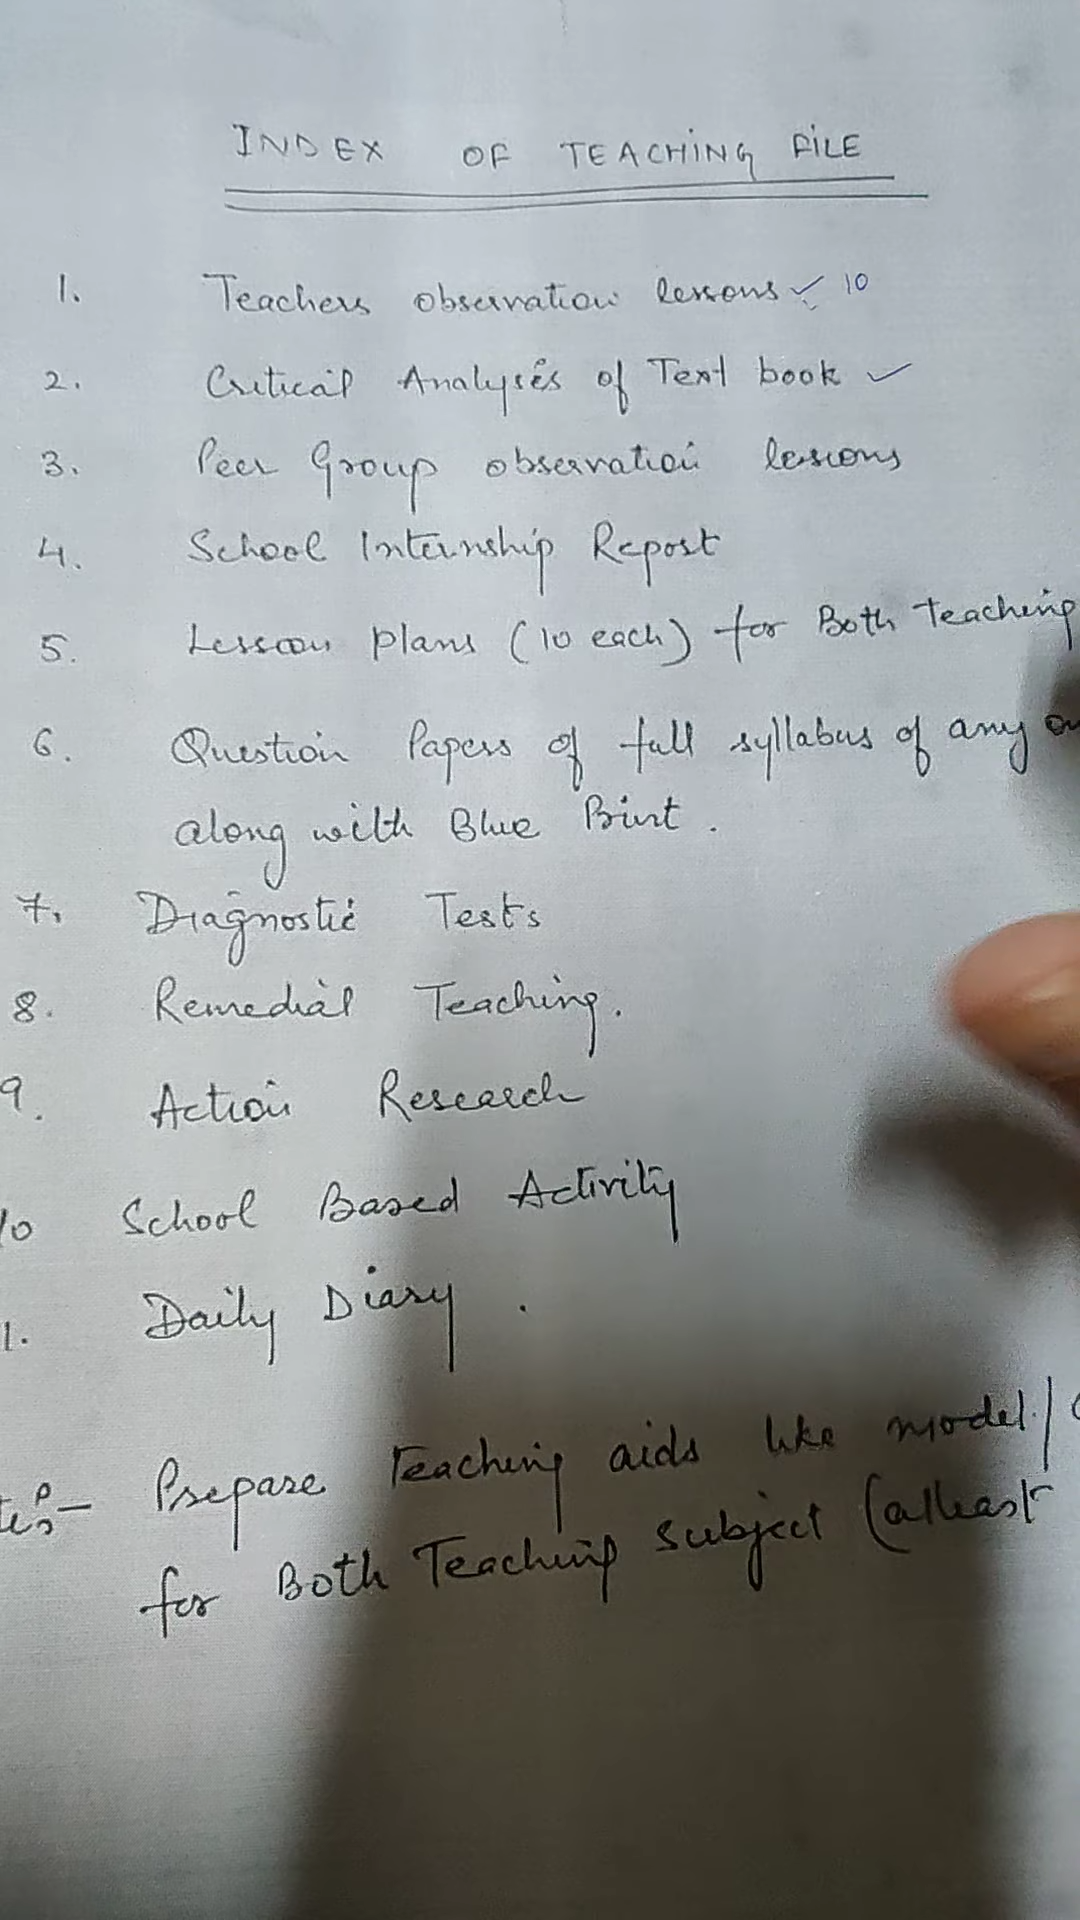 INDEX OF TEACHING FILE
1. Teachers observation lessons ✓ 10
2. Critical Analysis of Text book ✓
3. Peer Group observation lessons
4. School Internship Report
5. Lesson plans (10 each) for Both Teaching
6. Question Papers of full syllabus of any
along with Blue Print.
7. Diagnostic Tests
8. Remedial Teaching.
9. Action Research
10 School Based Activity
1. Daily Diary.
Prepare Teaching aids like model/
for Both Teaching subject (atleast